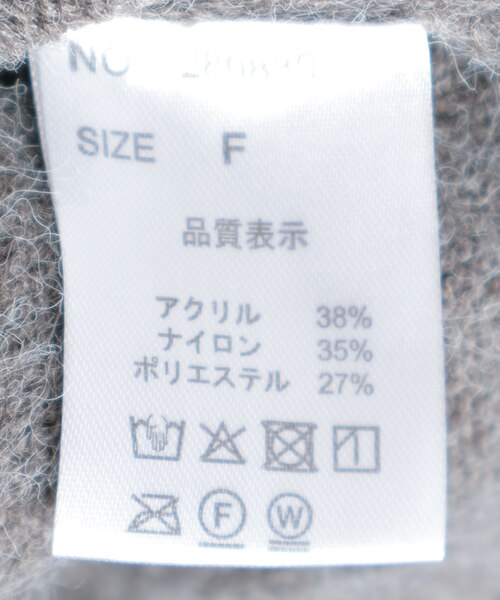 NO
SIZE F
品質表示
アクリル 38%
ナイロン 35%
ポリエステル 27%
F W